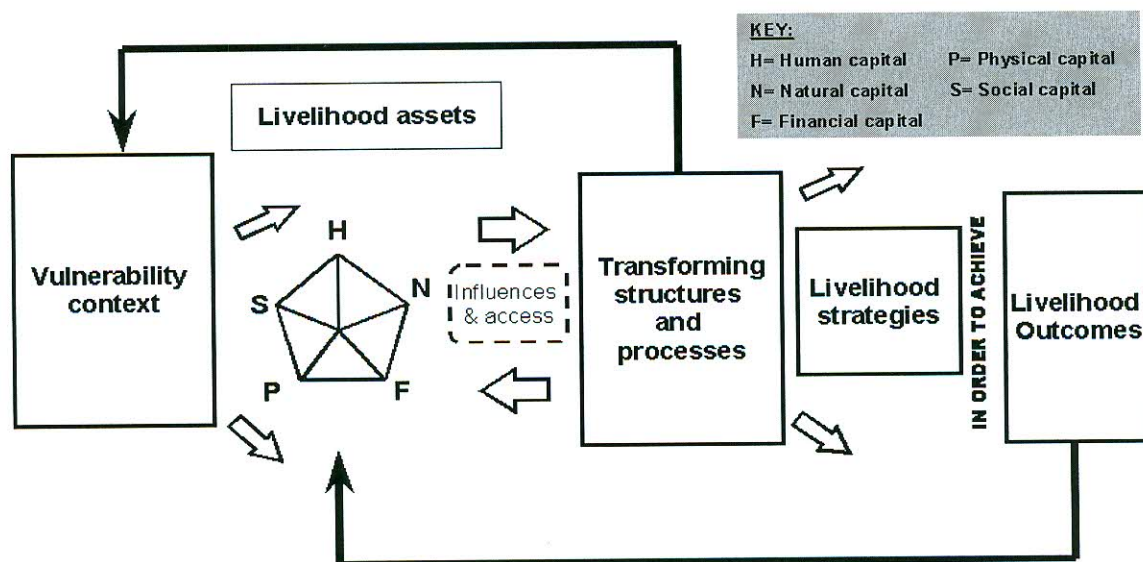 KEY:
H= Human capital P= Physical capital
N= Natural capital S= Social capital
F= Financial capital
Livelihood assets
Vulnerability
context
H
S
N
P
F
Influences
& access
Transforming
structures
and
processes
Livelihood
strategies
IN ORDER TO ACHIEVE
Livelihood
Outcomes